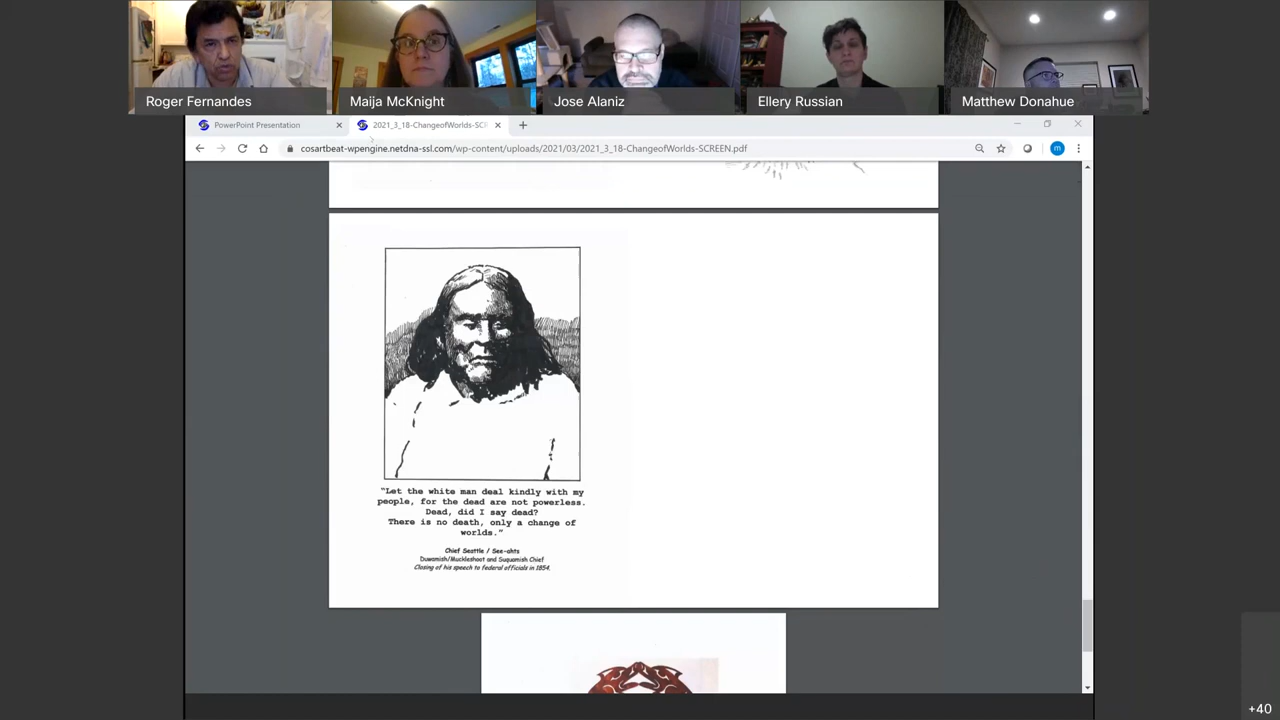 Roger Fernandes
Maija McKnight
Jose Alaniz
Ellery Russian
Matthew Donahue
PowerPoint Presentation
2021_3_18-ChangeofWorlds-SCR
cosartbeat-wpengine.netdna-ssl.com/wp-content/uploads/2021/03/2021_3_18-ChangeofWorlds-SCREEN.pdf
m
"Let the white man deal kindly with my
people, for the dead are not powerless.
Dead, did I say dead?
There is no death, only a change of
worlds."
Chief Seattle / See-ahts
Duwamish/Muckleshoot and Suquamish Chief
Closing of his speech to federal officials in 1854.
+40